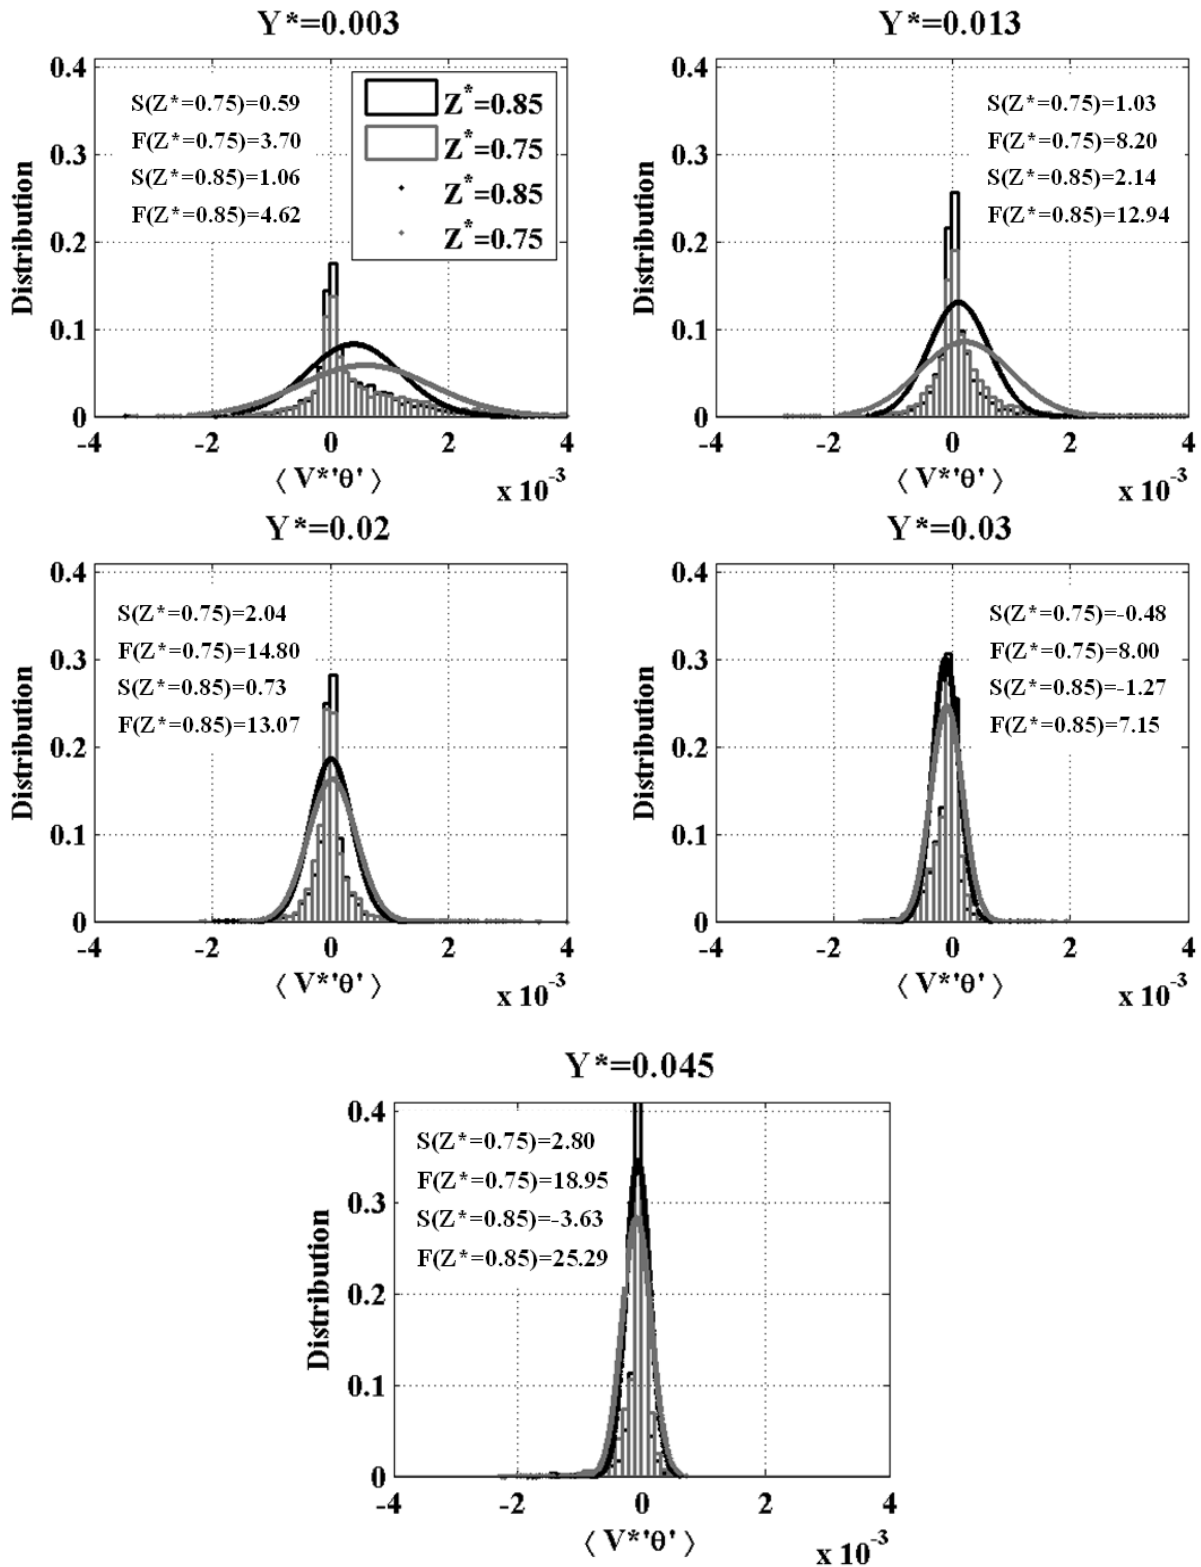 Y*=0.003
0.4
0.3
0.2
0.1
0
Distribution
S(Z*=0.75)=0.59
F(Z*=0.75)=3.70
S(Z*=0.85)=1.06
F(Z*=0.85)=4.62
Z*=0.85
Z*=0.75
Z*=0.85
Z*=0.75
-4 -2 0 2 4
⟨ V*'θ' ⟩
x 10-3
Y*=0.013
0.4
0.3
0.2
0.1
0
Distribution
S(Z*=0.75)=1.03
F(Z*=0.75)=8.20
S(Z*=0.85)=2.14
F(Z*=0.85)=12.94
-4 -2 0 2 4
⟨ V*'θ' ⟩
x 10-3
Y*=0.02
0.4
0.3
0.2
0.1
0
Distribution
S(Z*=0.75)=2.04
F(Z*=0.75)=14.80
S(Z*=0.85)=0.73
F(Z*=0.85)=13.07
-4 -2 0 2 4
⟨ V*'θ' ⟩
x 10-3
Y*=0.03
0.4
0.3
0.2
0.1
0
Distribution
S(Z*=0.75)=-0.48
F(Z*=0.75)=8.00
S(Z*=0.85)=-1.27
F(Z*=0.85)=7.15
-4 -2 0 2 4
⟨ V*'θ' ⟩
x 10-3
Y*=0.045
0.4
0.3
0.2
0.1
0
Distribution
S(Z*=0.75)=2.80
F(Z*=0.75)=18.95
S(Z*=0.85)=-3.63
F(Z*=0.85)=25.29
-4 -2 0 2 4
⟨ V*'θ' ⟩
x 10-3